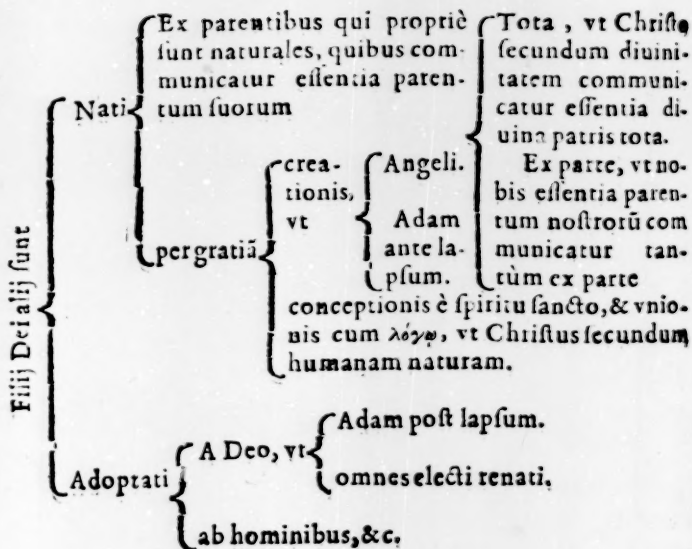 Filij Dei alij sunt
Nati
Ex parentibus qui propriè
sunt naturales, quibus com-
municatur essentia paren-
tum suorum
Tota, vt Christo
secundum diuini-
tatem communi-
catur essentia di-
uina patris tota.
Ex parte, vt no-
bis essentia paren-
tum nostrorũ com
municatur tan-
tùm ex parte
per gratiã
crea-
tionis,
vt
Angeli.
Adam
ante la-
psum.
conceptionis è spiritu sancto, & vnio-
nis cum λόγῳ, vt Christus secundum
humanam naturam.
Adoptati
A Deo, vt
Adam post lapsum.
omnes electi renati.
ab hominibus, &c.